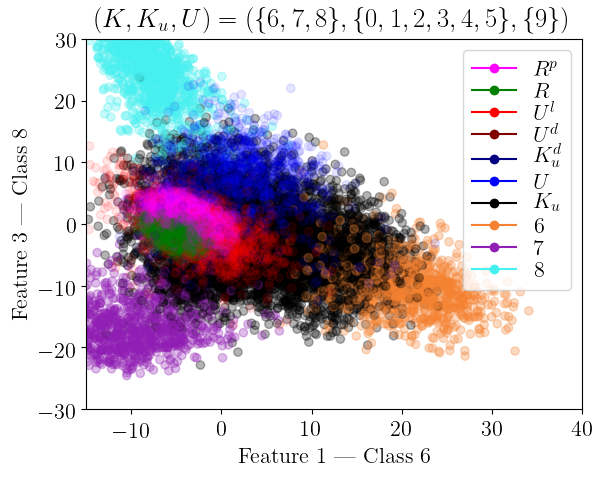 (K, K_u, U) = ({6, 7, 8}, {0, 1, 2, 3, 4, 5}, {9})
30
20
10
0
−10
−20
−30
Feature 3 — Class 8
R^p
R
U^l
U^d
K_u^d
U
K_u
6
7
8
−10
0
10
20
30
40
Feature 1 — Class 6